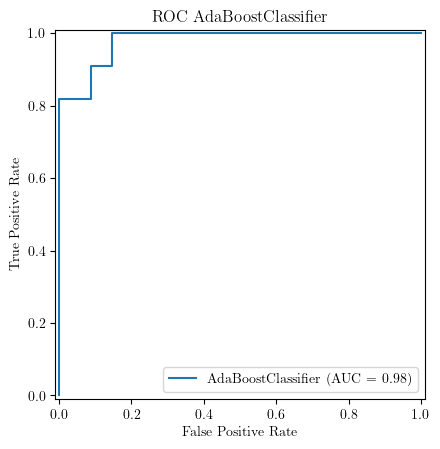 ROC AdaBoostClassifier
True Positive Rate
1.0
0.8
0.6
0.4
0.2
0.0
AdaBoostClassifier (AUC = 0.98)
0.0 0.2 0.4 0.6 0.8 1.0
False Positive Rate